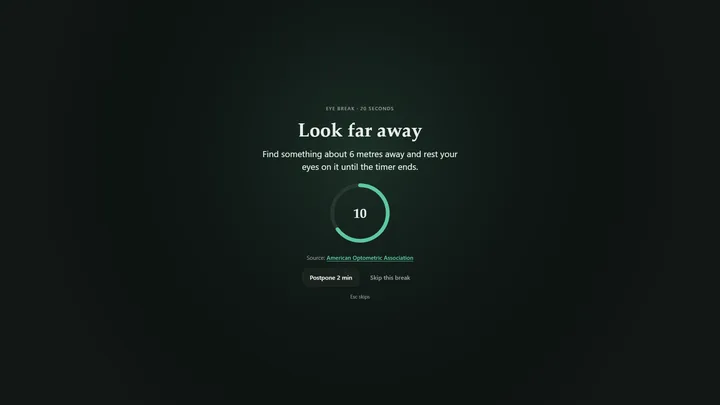 EYE BREAK · 20 SECONDS
Look far away
Find something about 6 metres away and rest your
eyes on it until the timer ends.
10
Source: American Optometric Association
Postpone 2 min
Skip this break
Esc skips